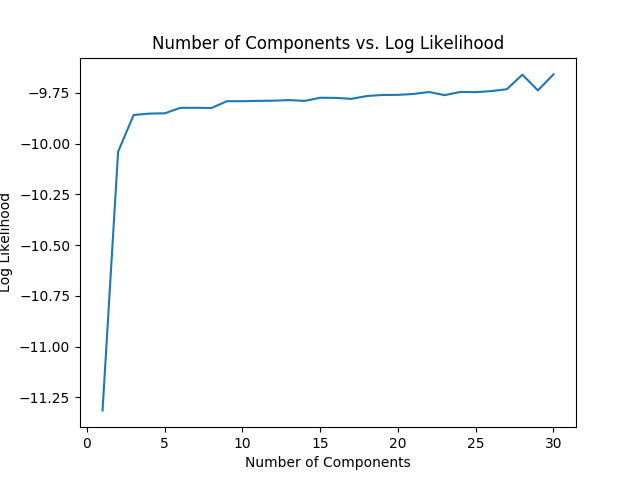 Number of Components vs. Log Likelihood
Log Likelihood
−9.75
−10.00
−10.25
−10.50
−10.75
−11.00
−11.25
0 5 10 15 20 25 30
Number of Components